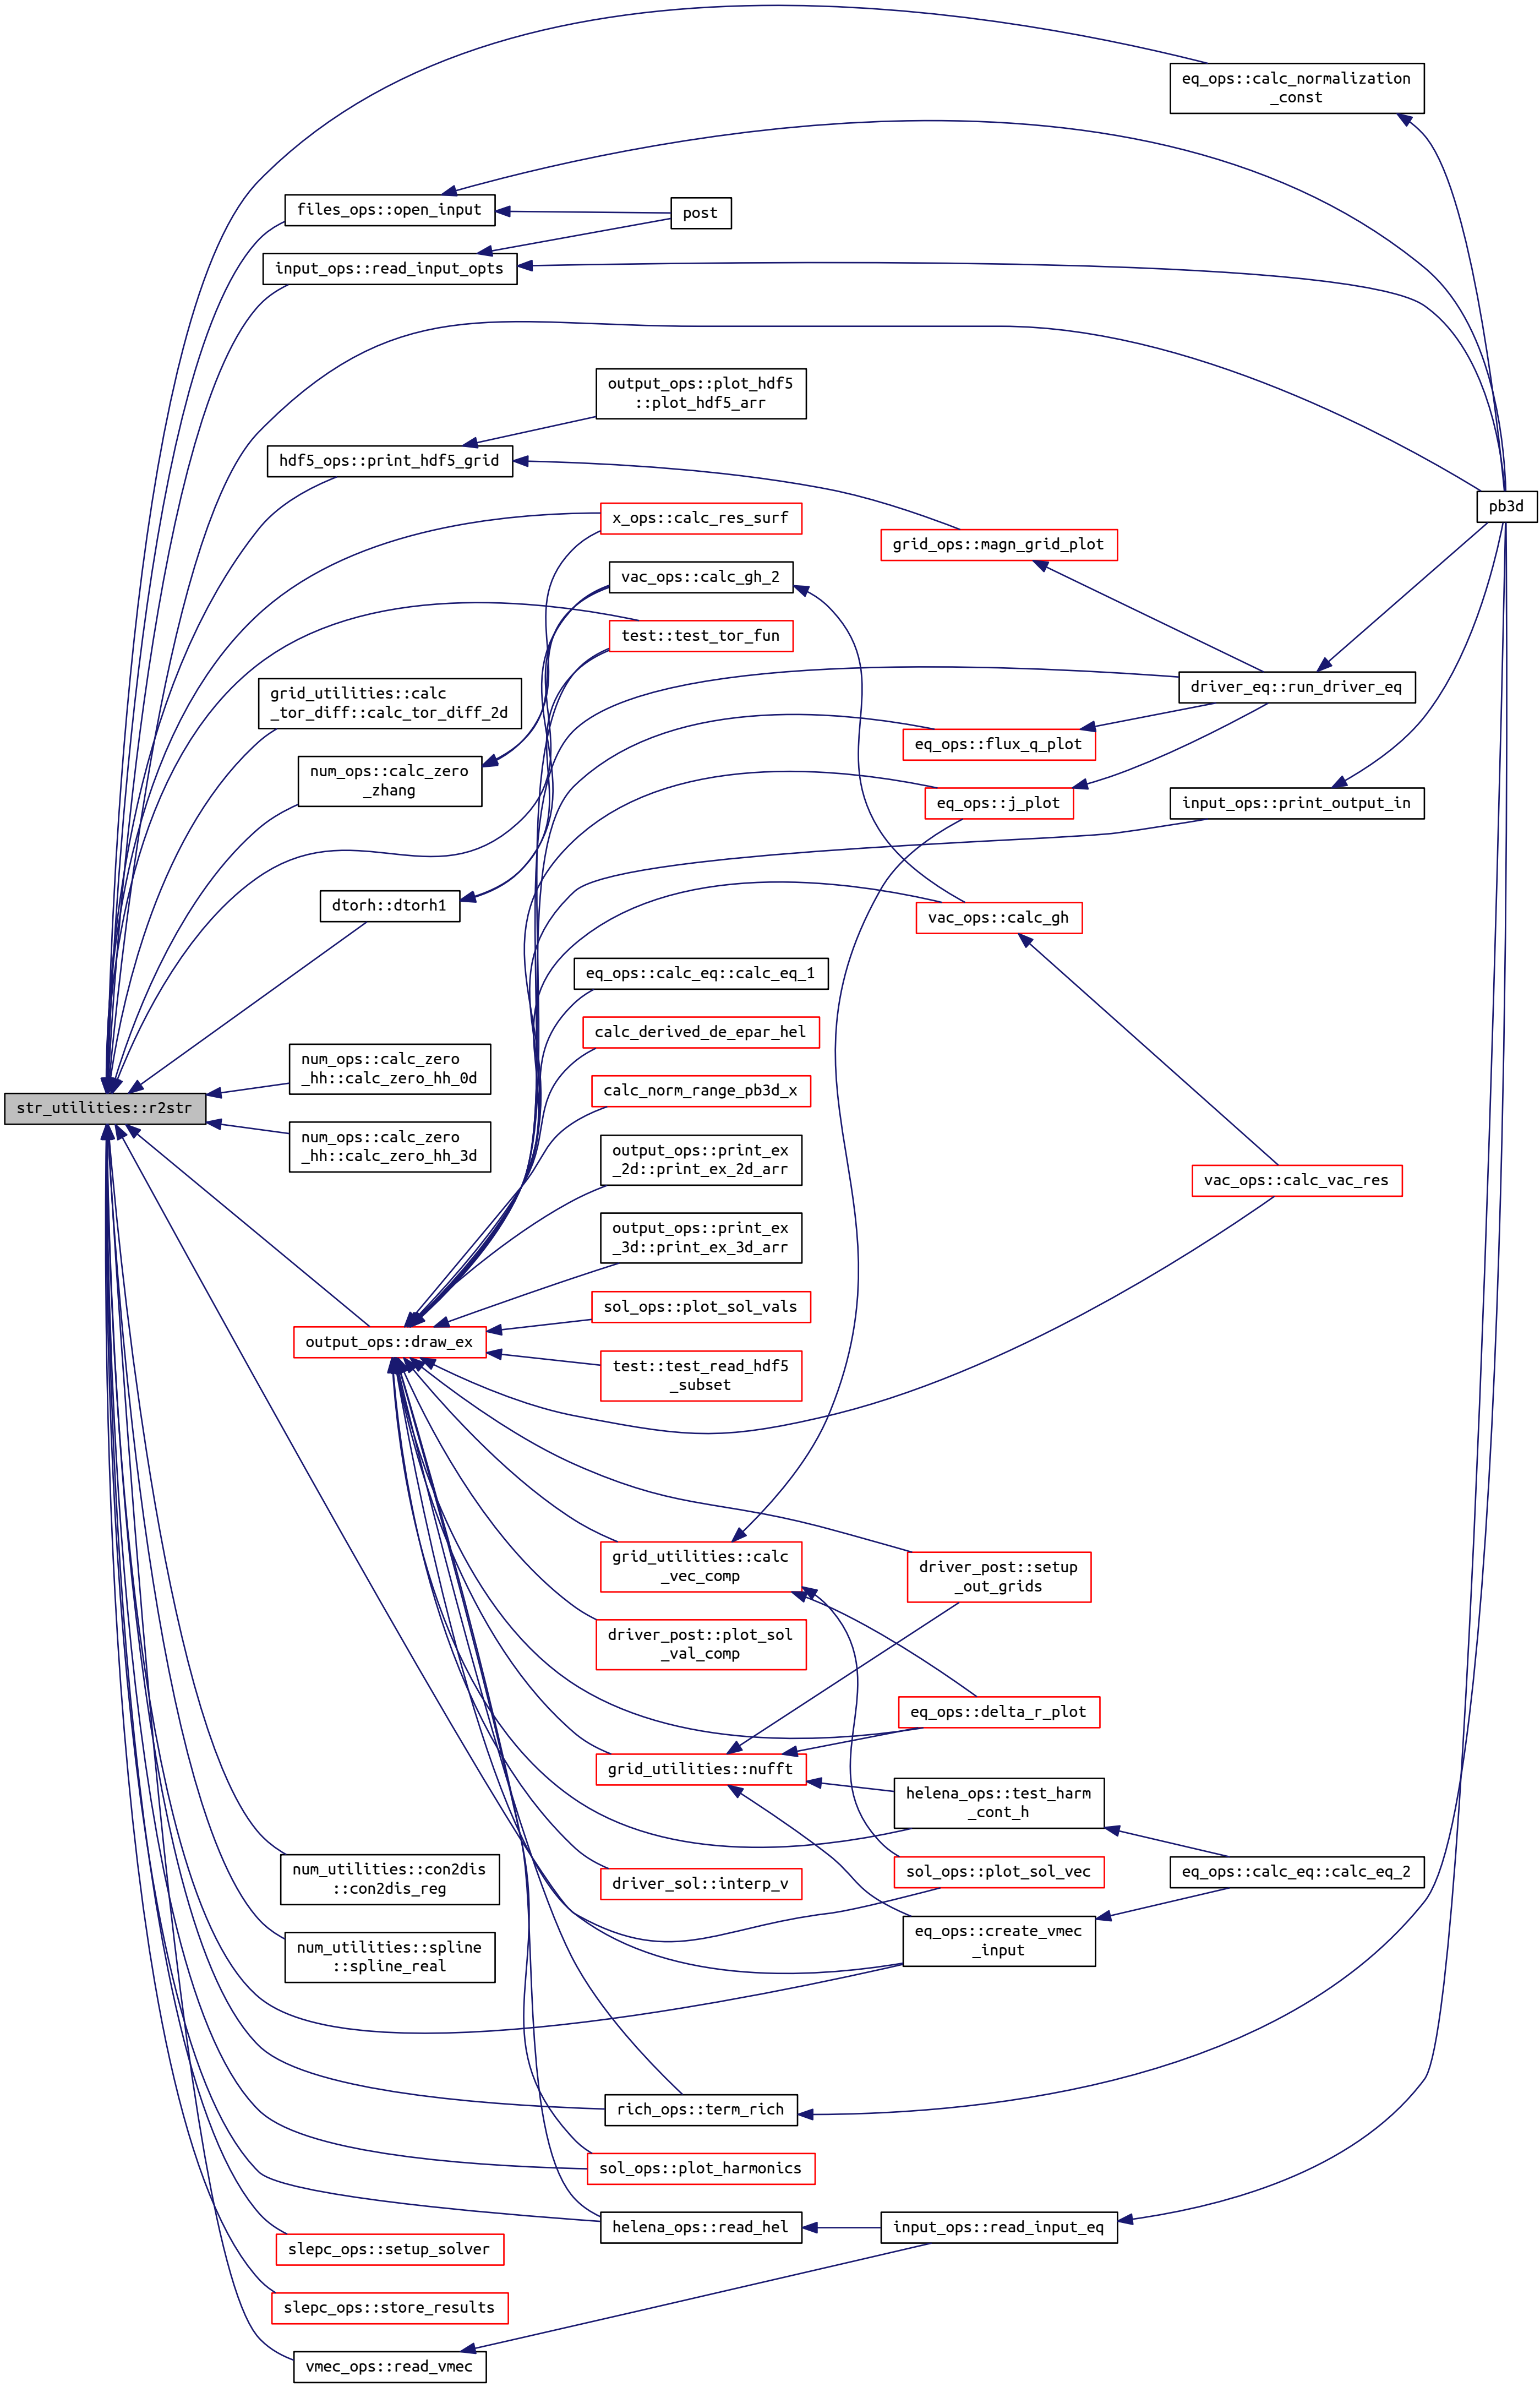 eq_ops::calc_normalization
_const
files_ops::open_input
post
input_ops::read_input_opts
output_ops::plot_hdf5
::plot_hdf5_arr
hdf5_ops::print_hdf5_grid
pb3d
x_ops::calc_res_surf
grid_ops::magn_grid_plot
vac_ops::calc_gh_2
test::test_tor_fun
grid_utilities::calc
_tor_diff::calc_tor_diff_2d
driver_eq::run_driver_eq
eq_ops::flux_q_plot
num_ops::calc_zero
_zhang
eq_ops::j_plot
input_ops::print_output_in
dtorh::dtorh1
vac_ops::calc_gh
eq_ops::calc_eq::calc_eq_1
calc_derived_de_epar_hel
num_ops::calc_zero
_hh::calc_zero_hh_0d
calc_norm_range_pb3d_x
str_utilities::r2str
num_ops::calc_zero
_hh::calc_zero_hh_3d
output_ops::print_ex
_2d::print_ex_2d_arr
vac_ops::calc_vac_res
output_ops::print_ex
_3d::print_ex_3d_arr
sol_ops::plot_sol_vals
output_ops::draw_ex
test::test_read_hdf5
_subset
grid_utilities::calc
_vec_comp
driver_post::setup
_out_grids
driver_post::plot_sol
_val_comp
eq_ops::delta_r_plot
grid_utilities::nufft
helena_ops::test_harm
_cont_h
num_utilities::con2dis
::con2dis_reg
driver_sol::interp_v
sol_ops::plot_sol_vec
eq_ops::calc_eq::calc_eq_2
num_utilities::spline
::spline_real
eq_ops::create_vmec
_input
rich_ops::term_rich
sol_ops::plot_harmonics
helena_ops::read_hel
input_ops::read_input_eq
slepc_ops::setup_solver
slepc_ops::store_results
vmec_ops::read_vmec